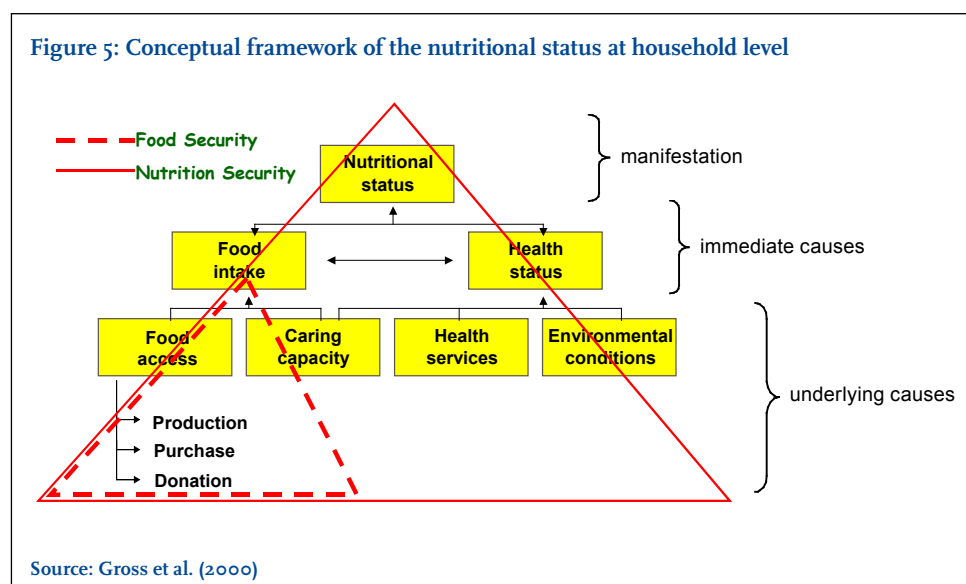 Figure 5: Conceptual framework of the nutritional status at household level
Food Security
Nutrition Security
Nutritional
status
manifestation
Food
intake
Health
status
immediate causes
Food
access
Caring
capacity
Health
services
Environmental
conditions
underlying causes
Production
Purchase
Donation
Source: Gross et al. (2000)